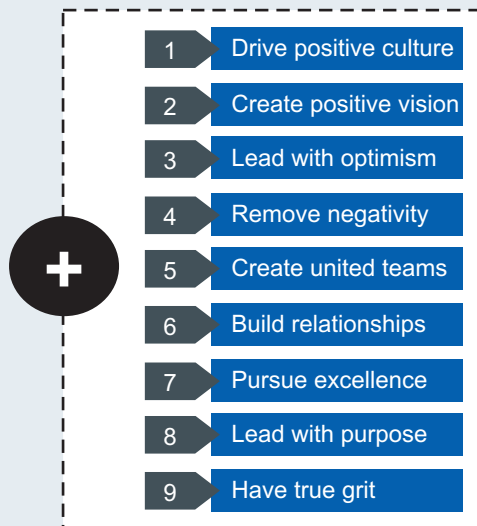 1 Drive positive culture
2 Create positive vision
3 Lead with optimism
4 Remove negativity
+
5 Create united teams
6 Build relationships
7 Pursue excellence
8 Lead with purpose
9 Have true grit